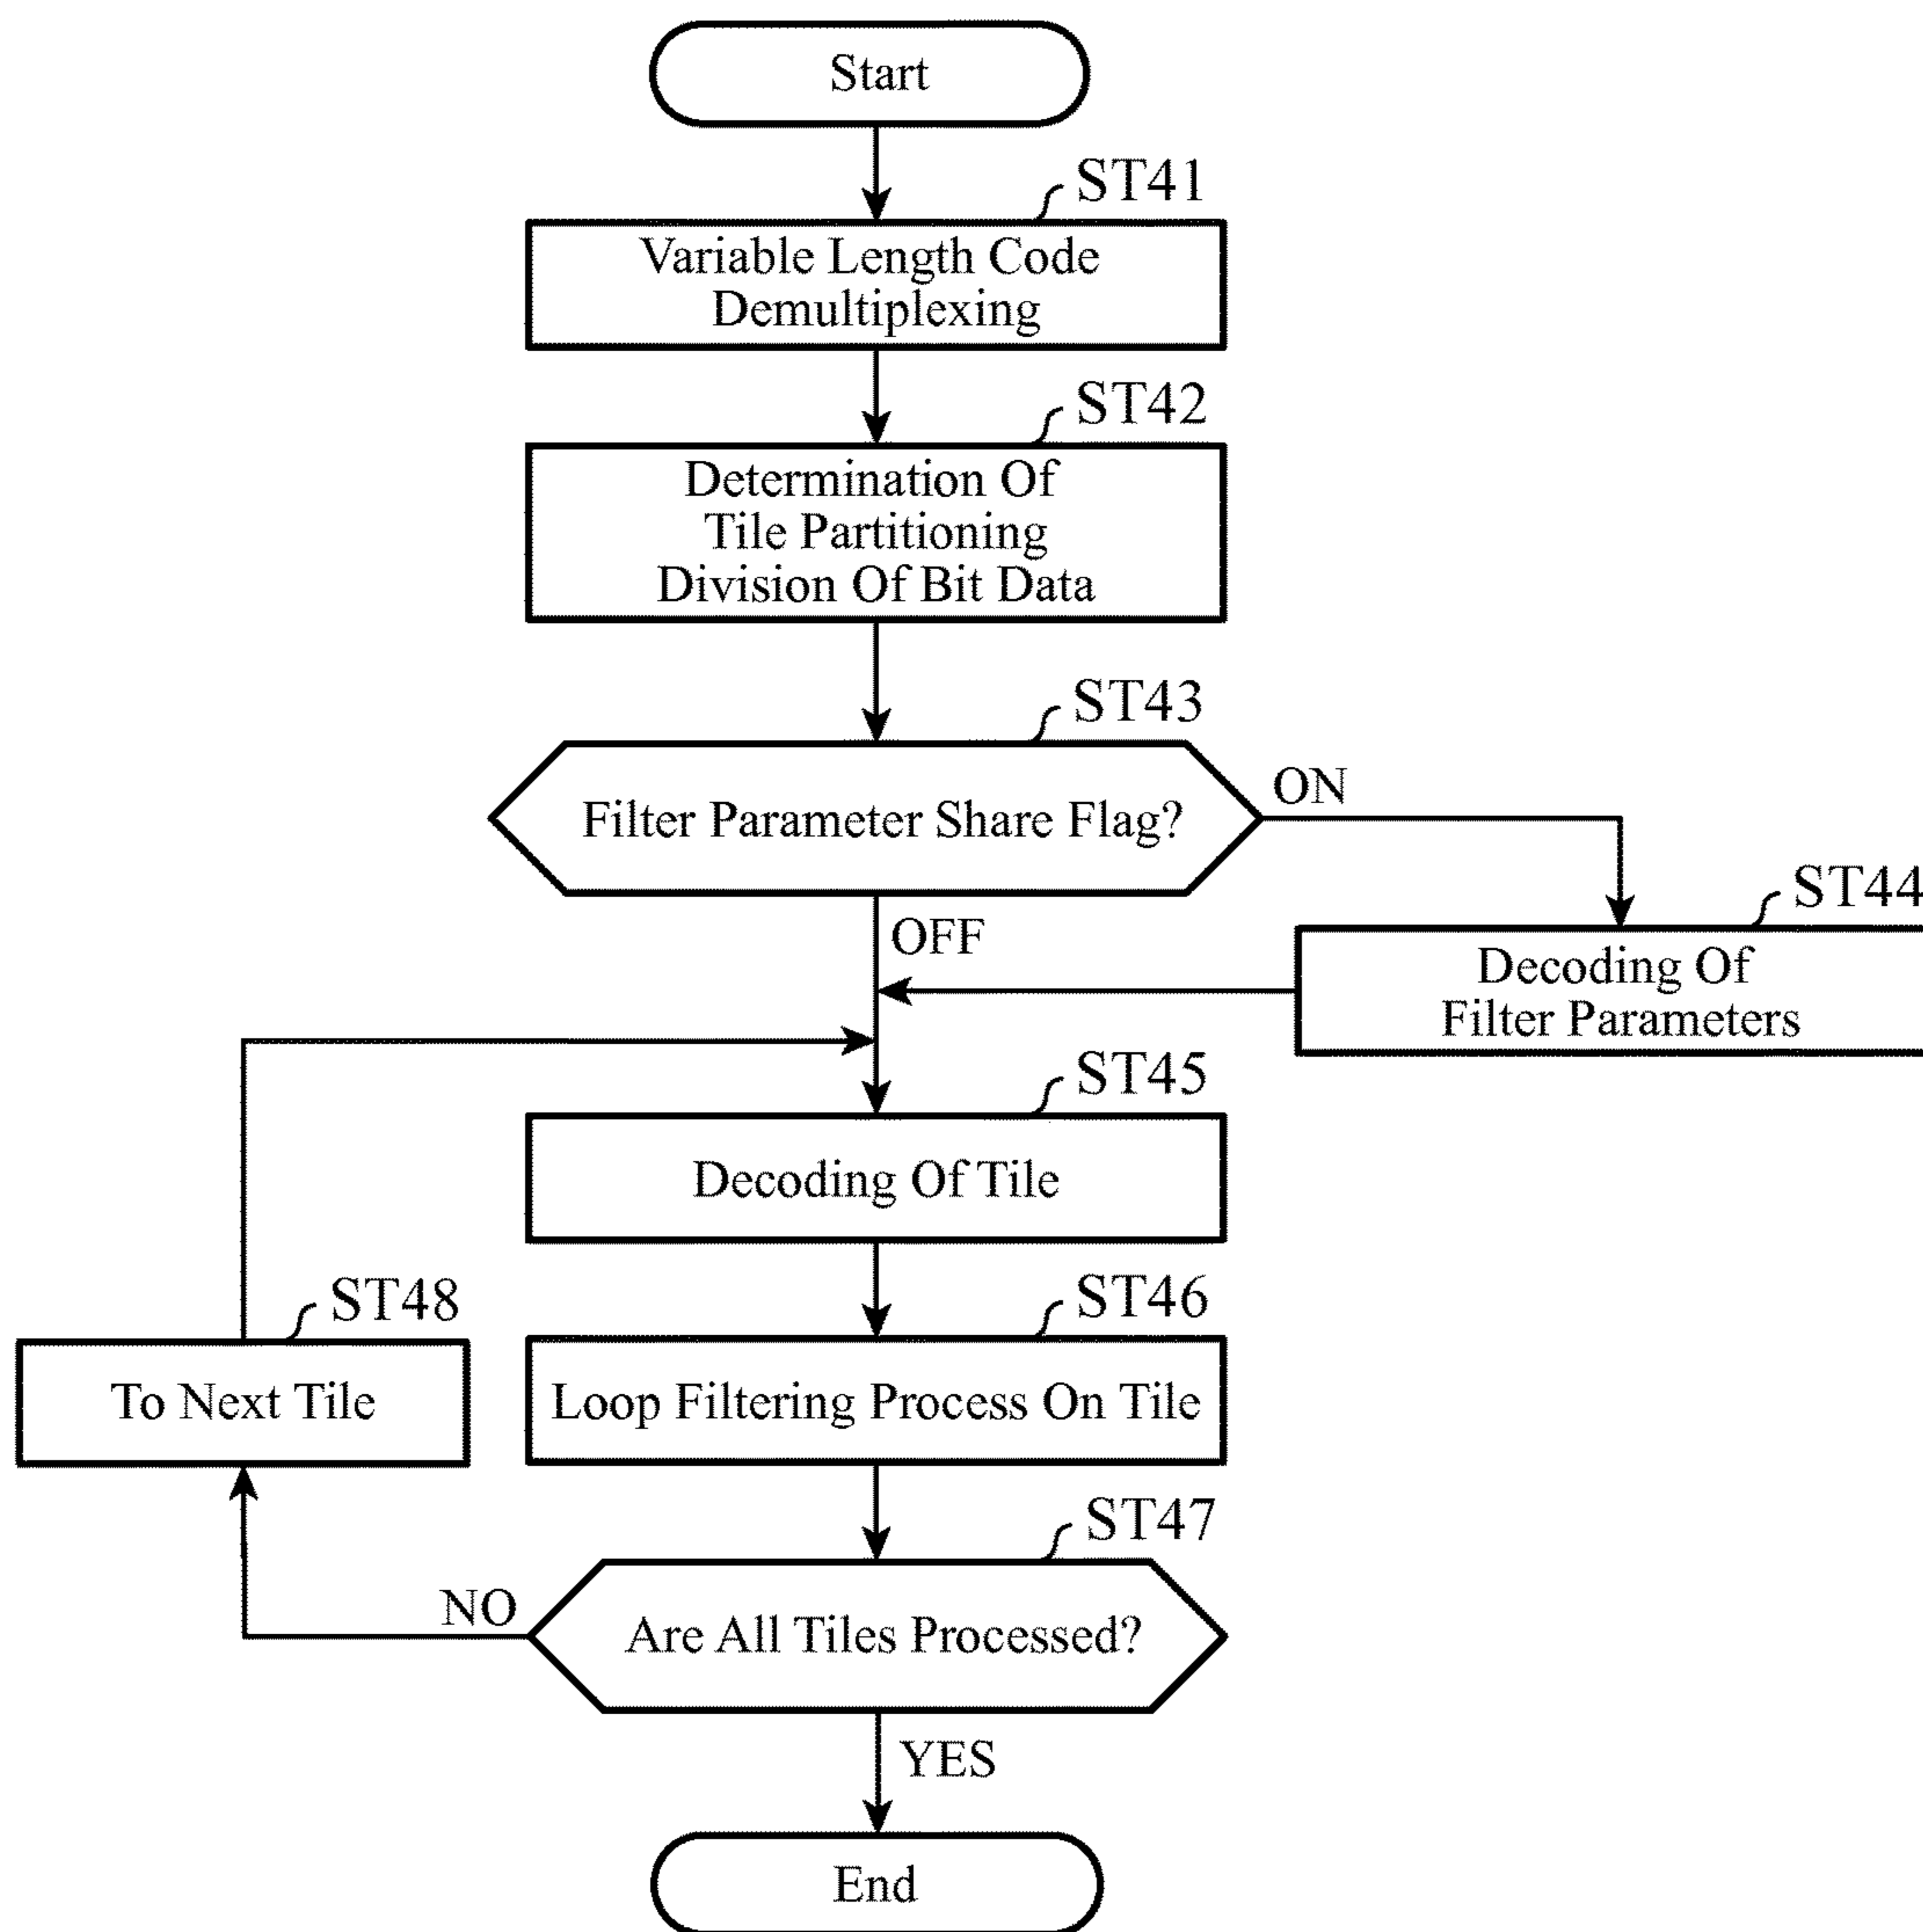 Start
ST41
Variable Length Code
Demultiplexing
ST42
Determination Of
Tile Partitioning
Division Of Bit Data
ST43
Filter Parameter Share Flag?
ON
OFF
ST44
Decoding Of
Filter Parameters
ST45
Decoding Of Tile
ST46
Loop Filtering Process On Tile
ST48
To Next Tile
ST47
Are All Tiles Processed?
NO
YES
End